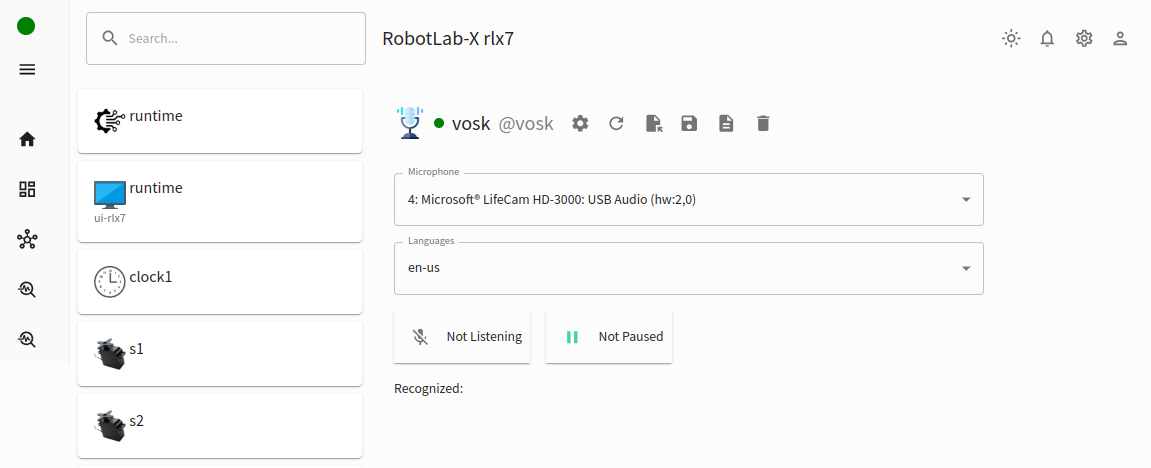 Search...
RobotLab-X rlx7
runtime
runtime
ui-rlx7
clock1
s1
s2
vosk @vosk
Microphone
4: Microsoft® LifeCam HD-3000: USB Audio (hw:2,0)
Languages
en-us
Not Listening
Not Paused
Recognized: